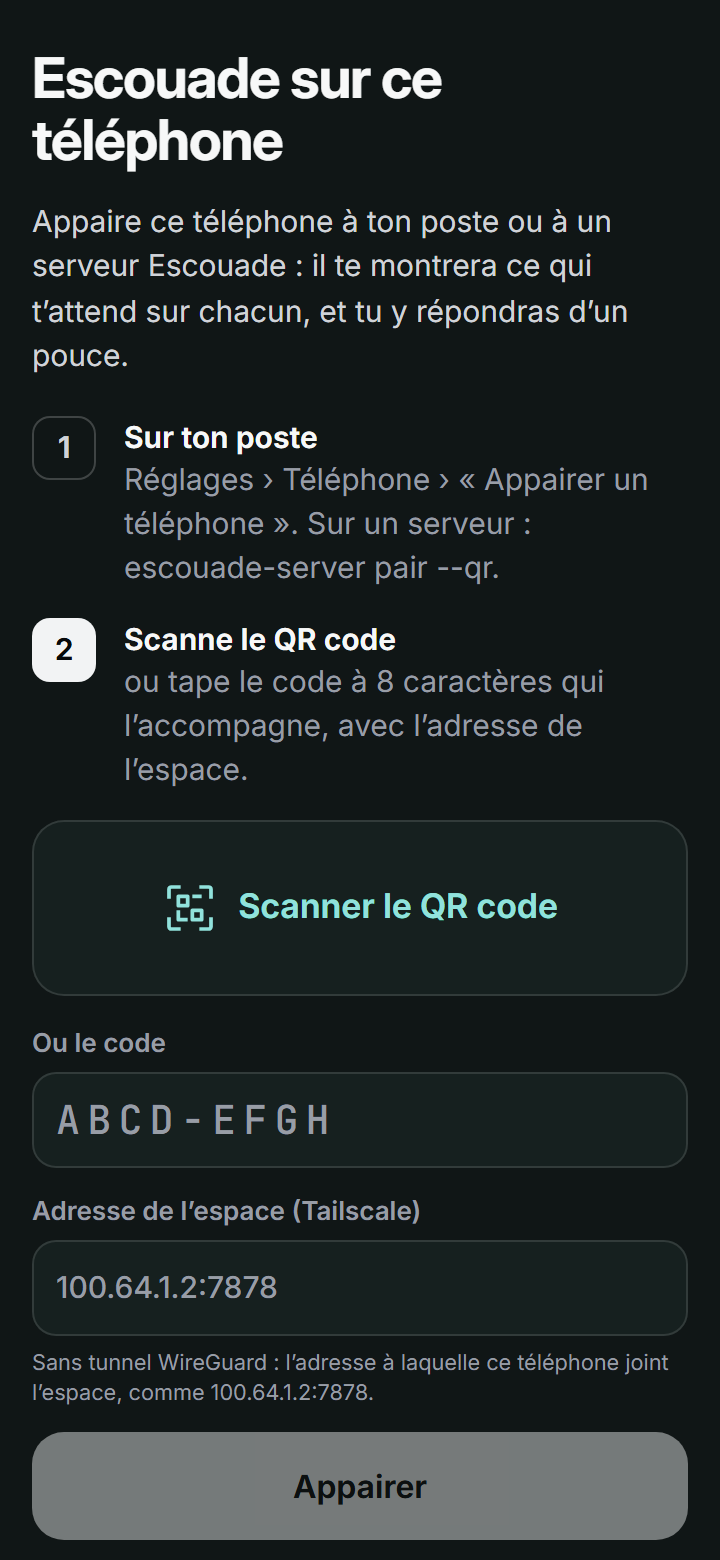 Escouade sur ce
téléphone
Appaire ce téléphone à ton poste ou à un
serveur Escouade : il te montrera ce qui
t’attend sur chacun, et tu y répondras d’un
pouce.
1
Sur ton poste
Réglages › Téléphone › « Appairer un
téléphone ». Sur un serveur :
escouade-server pair --qr.
2
Scanne le QR code
ou tape le code à 8 caractères qui
l’accompagne, avec l’adresse de
l’espace.
Scanner le QR code
Ou le code
ABCD-EFGH
Adresse de l’espace (Tailscale)
100.64.1.2:7878
Sans tunnel WireGuard : l’adresse à laquelle ce téléphone joint
l’espace, comme 100.64.1.2:7878.
Appairer